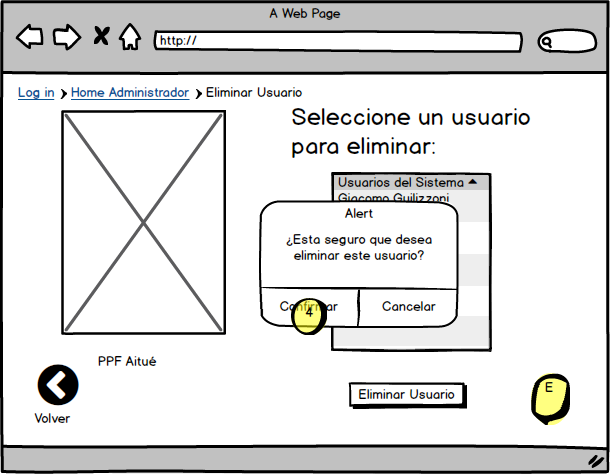 A Web Page
http://
Log in
Home Administrador
Eliminar Usuario
Seleccione un usuario
para eliminar:
Usuarios del Sistema
Giacomo Guilizzoni
Alert
¿Esta seguro que desea
eliminar este usuario?
Confirmar
4
Cancelar
PPF Aitué
Volver
Eliminar Usuario
E